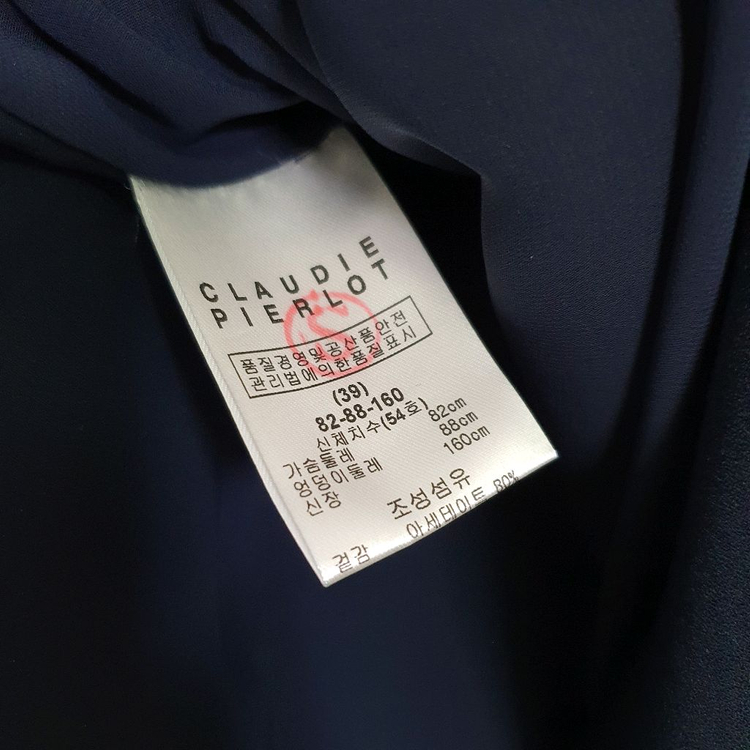 CLAUDIE
PIERLOT
품질경영및공산품안전
관리법에의한품질표시
(39)
82-88-160
신체치수(54호)
가슴둘레 82cm
엉덩이둘레 88cm
신장 160cm
조성섬유
겉감 아세테이트 80%